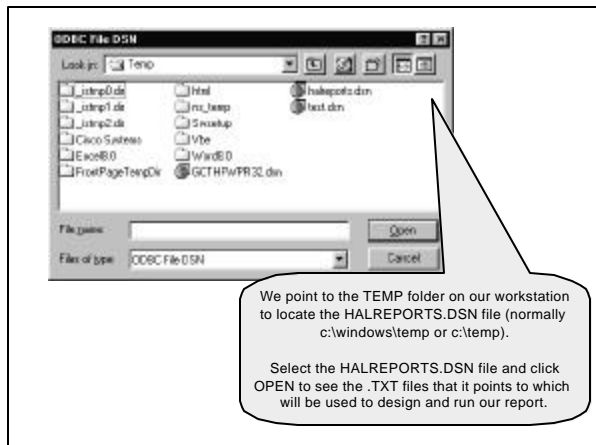 ODBC File DSN
Look in: Temp
_istmp0.dir
_istmp1.dir
_istmp2.dir
Cisco Systems
Excel8.0
FrontPageTempDir
html
ns_temp
Swsetup
Vbe
Word8.0
GCTHPWPR32.dsn
halreports.dsn
test.dsn
File name:
Open
Files of type: ODBC File DSN
Cancel
We point to the TEMP folder on our workstation
to locate the HALREPORTS.DSN file (normally
c:\windows\temp or c:\temp).
Select the HALREPORTS.DSN file and click
OPEN to see the .TXT files that it points to which
will be used to design and run our report.